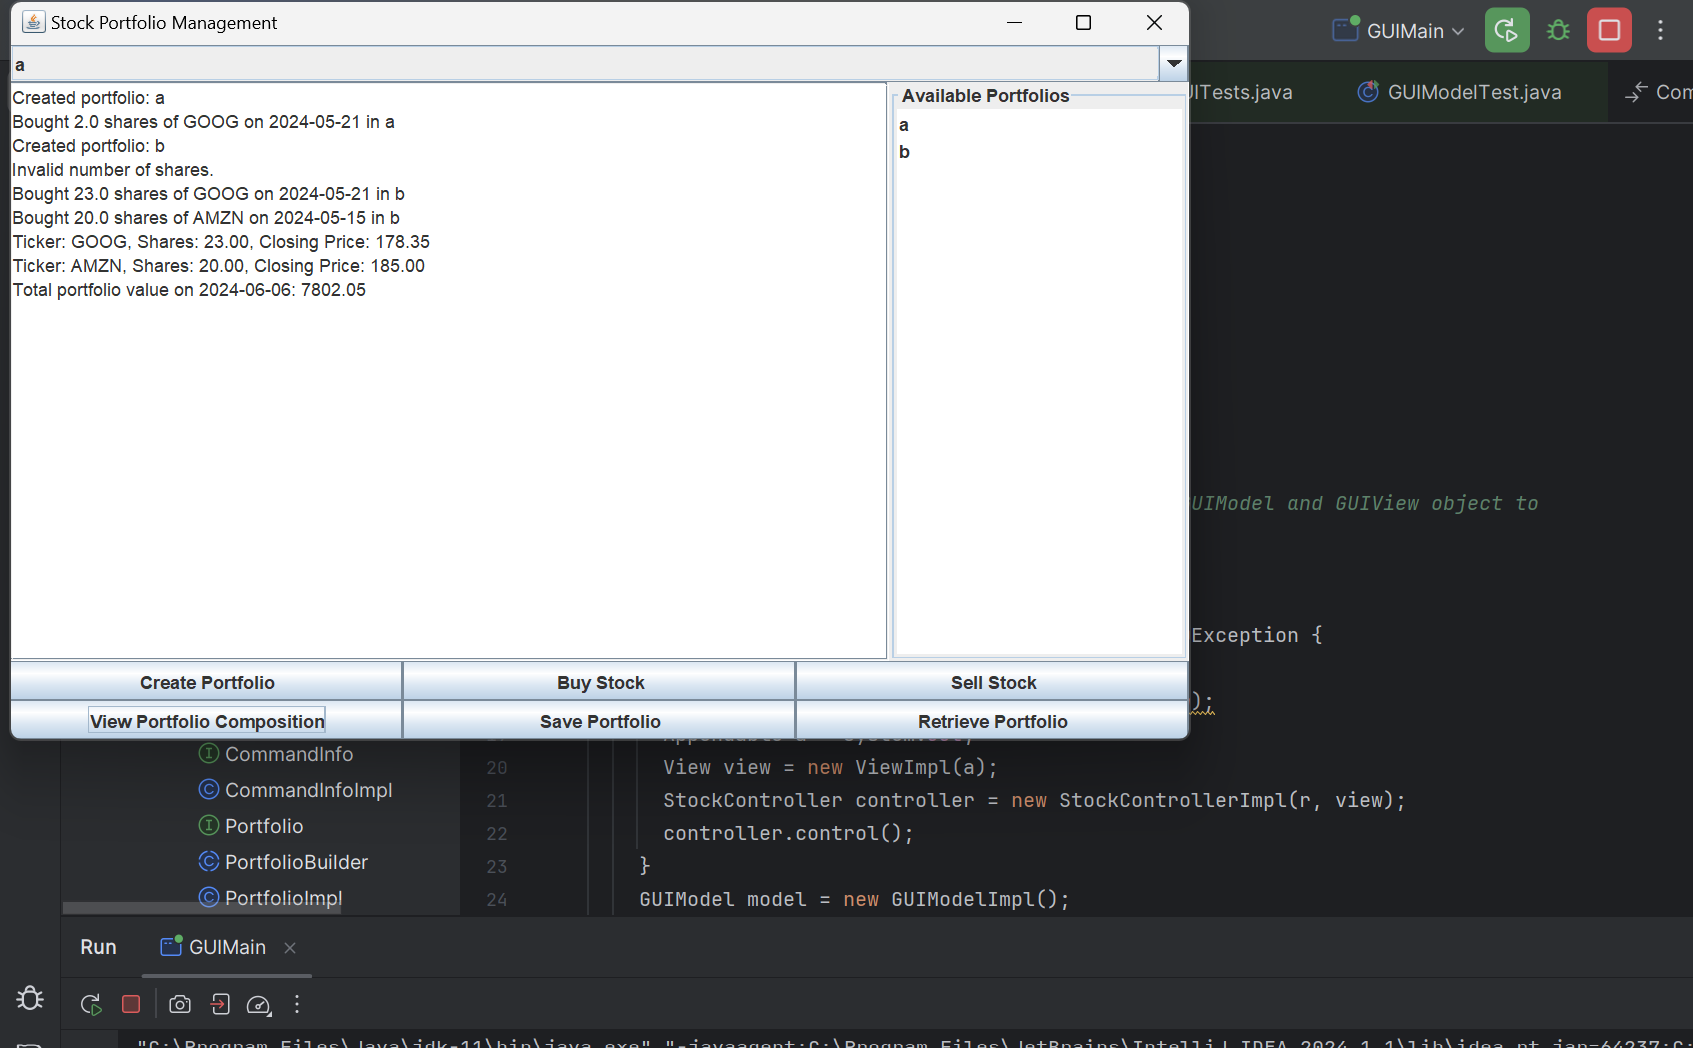 Stock Portfolio Management
a
Created portfolio: a
Bought 2.0 shares of GOOG on 2024-05-21 in a
Created portfolio: b
Invalid number of shares.
Bought 23.0 shares of GOOG on 2024-05-21 in b
Bought 20.0 shares of AMZN on 2024-05-15 in b
Ticker: GOOG, Shares: 23.00, Closing Price: 178.35
Ticker: AMZN, Shares: 20.00, Closing Price: 185.00
Total portfolio value on 2024-06-06: 7802.05
Available Portfolios
a
b
Create Portfolio
Buy Stock
Sell Stock
View Portfolio Composition
Save Portfolio
Retrieve Portfolio
GUIMain
UITests.java
GUIModelTest.java
Com
GUIModel and GUIView object to
Exception {
);
CommandInfo
CommandInfoImpl
Portfolio
PortfolioBuilder
PortfolioImpl
20 View view = new ViewImpl(a);
21 StockController controller = new StockControllerImpl(r, view);
22 controller.control();
23 }
24 GUIModel model = new GUIModelImpl();
Run
GUIMain
"C:\Program Files\Java\jdk-11\bin\java.exe" "-javaagent:C:\Program Files\JetBrains\IntelliJ IDEA 2024.1.1\lib\idea_rt.jar=64237:C: